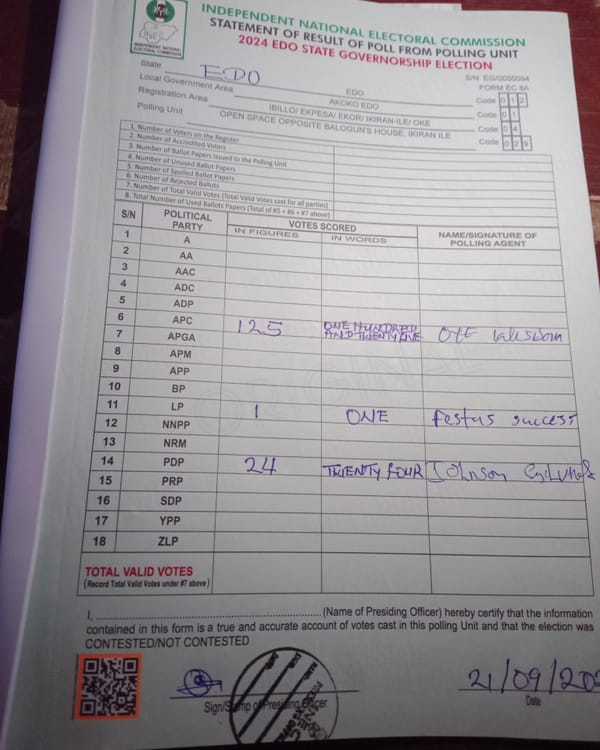 INEC
INDEPENDENT NATIONAL ELECTORAL COMMISSION
INDEPENDENT NATIONAL ELECTORAL COMMISSION
STATEMENT OF RESULT OF POLL FROM POLLING UNIT
2024 EDO STATE GOVERNORSHIP ELECTION
S/N: EG/0000094
FORM EC 8A
State EDO
Local Government Area EDO Code 0 1 2
Registration Area AKOKO EDO Code 0 1
Polling Unit IBILLO/ EKPESA/ EKOR/ IKIRAN-ILE/ OKE Code 0 4
OPEN SPACE OPPOSITE BALOGUN'S HOUSE, IKIRAN ILE Code 0 2 9
1. Number of Voters on the Register
2. Number of Accredited Voters
3. Number of Ballot Papers Issued to the Polling Unit
4. Number of Unused Ballot Papers
5. Number of Spoiled Ballot Papers
6. Number of Rejected Ballots
7. Number of Total Valid Votes (Total Valid Votes cast for all parties)
8. Total Number of Used Ballots Papers (Total of #5 + #6 + #7 above)
S/N POLITICAL PARTY VOTES SCORED NAME/SIGNATURE OF POLLING AGENT
IN FIGURES IN WORDS
1 A
2 AA
3 AAC
4 ADC
5 ADP
6 APC 125 ONE HUNDRED AND TWENTY FIVE
7 APGA
8 APM
9 APP
10 BP
11 LP 1 ONE Festus success
12 NNPP
13 NRM
14 PDP 24 TWENTY FOUR Johnson
15 PRP
16 SDP
17 YPP
18 ZLP
TOTAL VALID VOTES
(Record Total Valid Votes under #7 above)
I, ........................ (Name of Presiding Officer) hereby certify that the information
contained in this form is a true and accurate account of votes cast in this polling Unit and that the election was
CONTESTED/NOT CONTESTED
21/09/202
Sign/Stamp of Presiding Officer Date